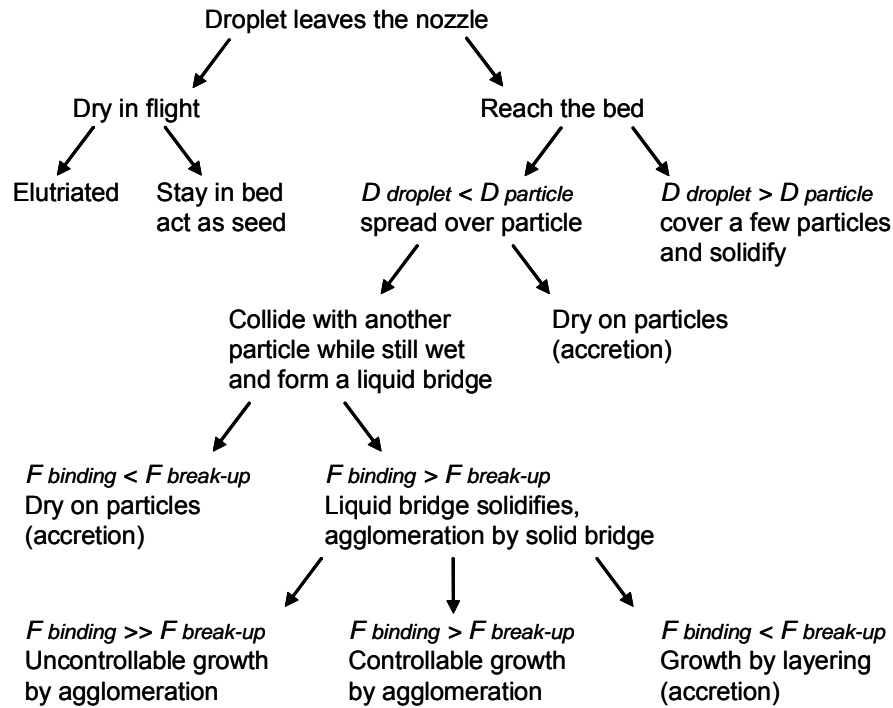 Droplet leaves the nozzle
Dry in flight
Reach the bed
Elutriated
Stay in bed
act as seed
D droplet < D particle
spread over particle
D droplet > D particle
cover a few particles
and solidify
Collide with another
particle while still wet
and form a liquid bridge
Dry on particles
(accretion)
F binding < F break-up
Dry on particles
(accretion)
F binding > F break-up
Liquid bridge solidifies,
agglomeration by solid bridge
F binding >> F break-up
Uncontrollable growth
by agglomeration
F binding > F break-up
Controllable growth
by agglomeration
F binding < F break-up
Growth by layering
(accretion)